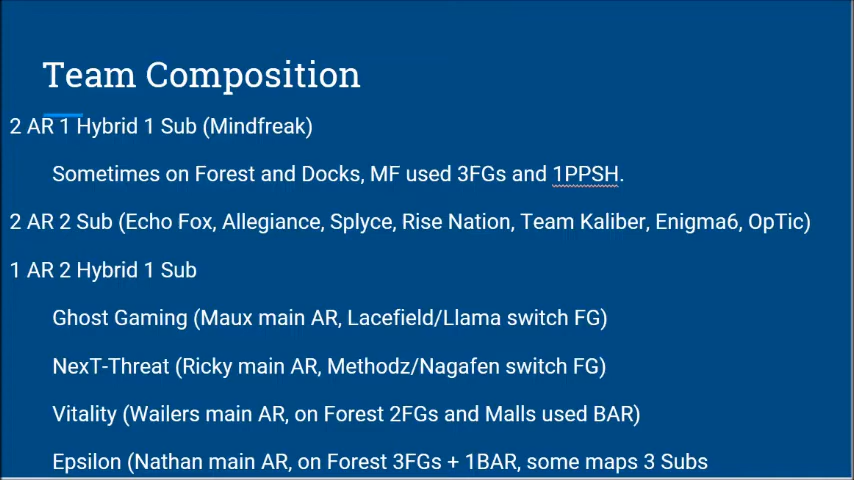 Team Composition
2 AR 1 Hybrid 1 Sub (Mindfreak)
Sometimes on Forest and Docks, MF used 3FGs and 1PPSH.
2 AR 2 Sub (Echo Fox, Allegiance, Splyce, Rise Nation, Team Kaliber, Enigma6, OpTic)
1 AR 2 Hybrid 1 Sub
Ghost Gaming (Maux main AR, Lacefield/Llama switch FG)
NexT-Threat (Ricky main AR, Methodz/Nagafen switch FG)
Vitality (Wailers main AR, on Forest 2FGs and Malls used BAR)
Epsilon (Nathan main AR, on Forest 3FGs + 1BAR, some maps 3 Subs